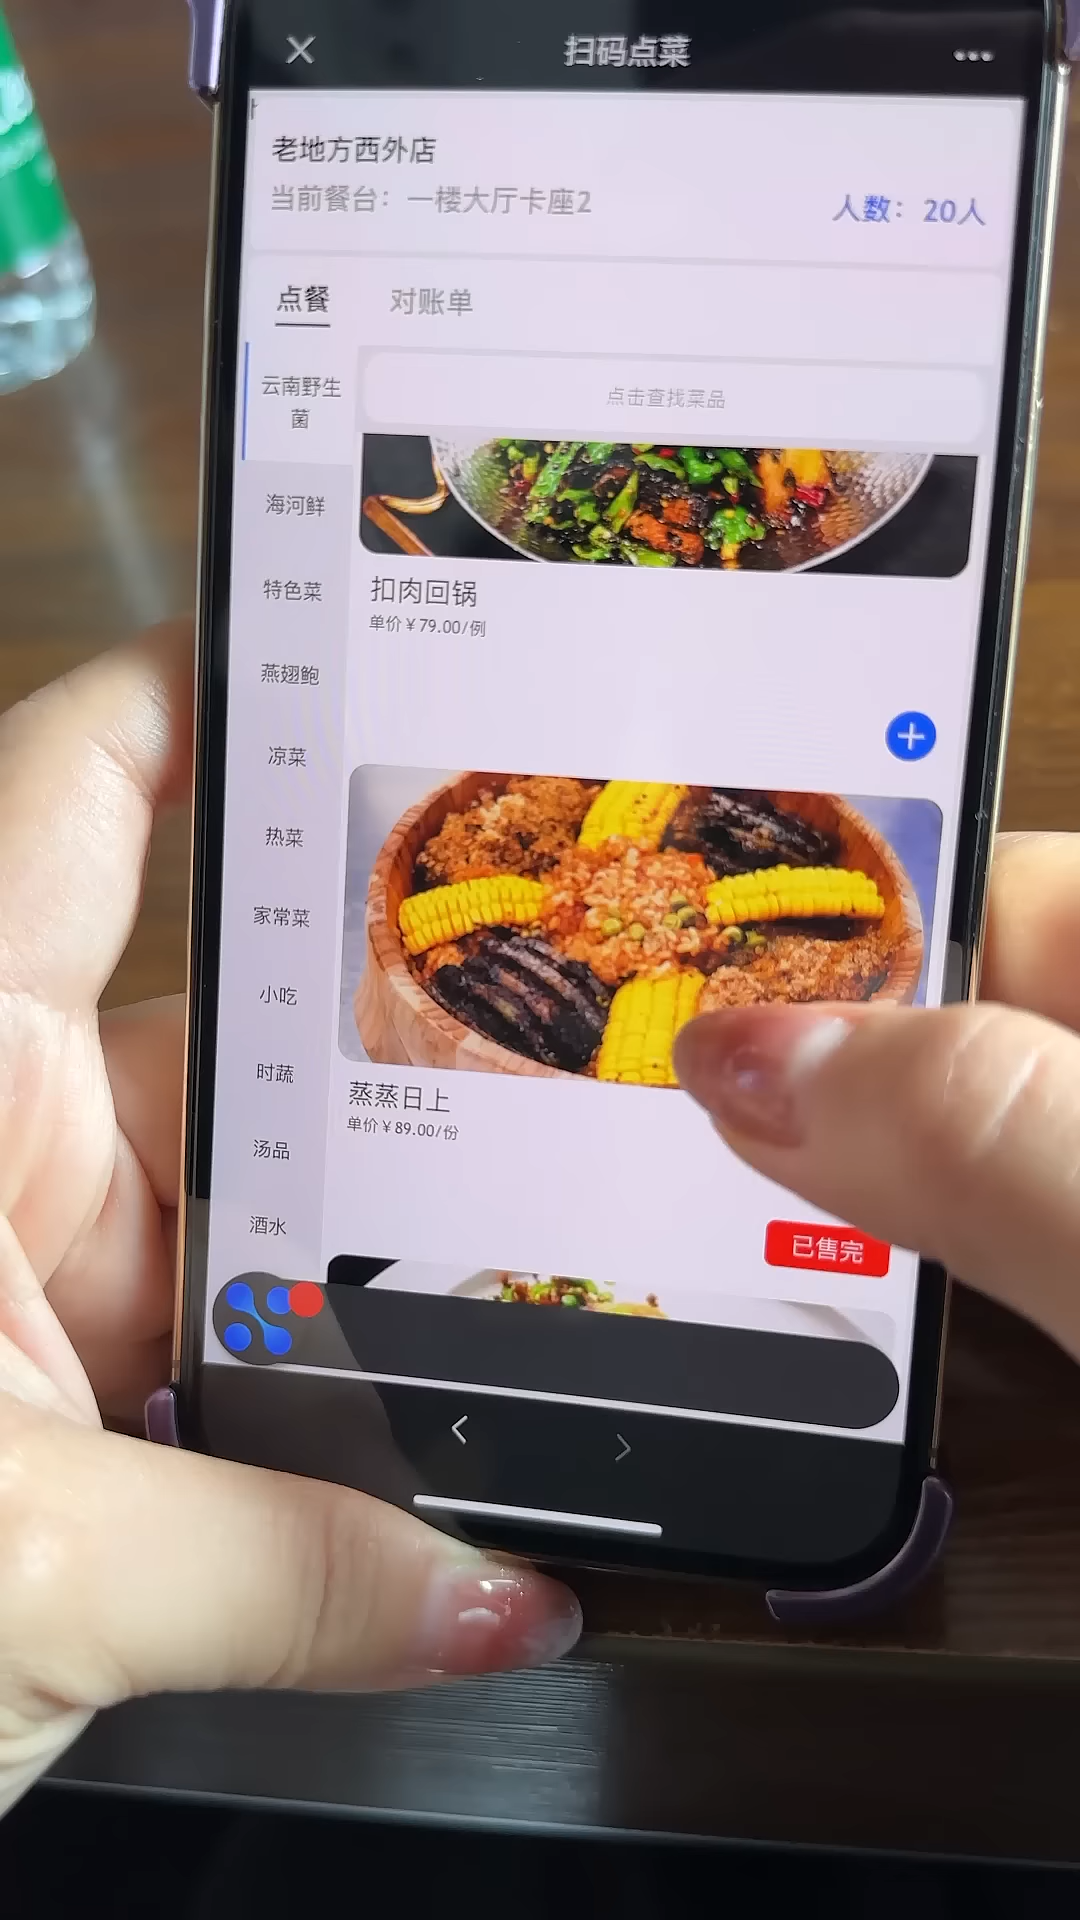 扫码点菜
老地方西外店
当前餐台：一楼大厅卡座2
人数：20人
点餐
对账单
云南野生
菌
点击查找菜品
海河鲜
特色菜
扣肉回锅
单价￥79.00/例
燕翅鲍
凉菜
热菜
家常菜
小吃
时蔬
蒸蒸日上
单价￥89.00/份
汤品
酒水
已售完